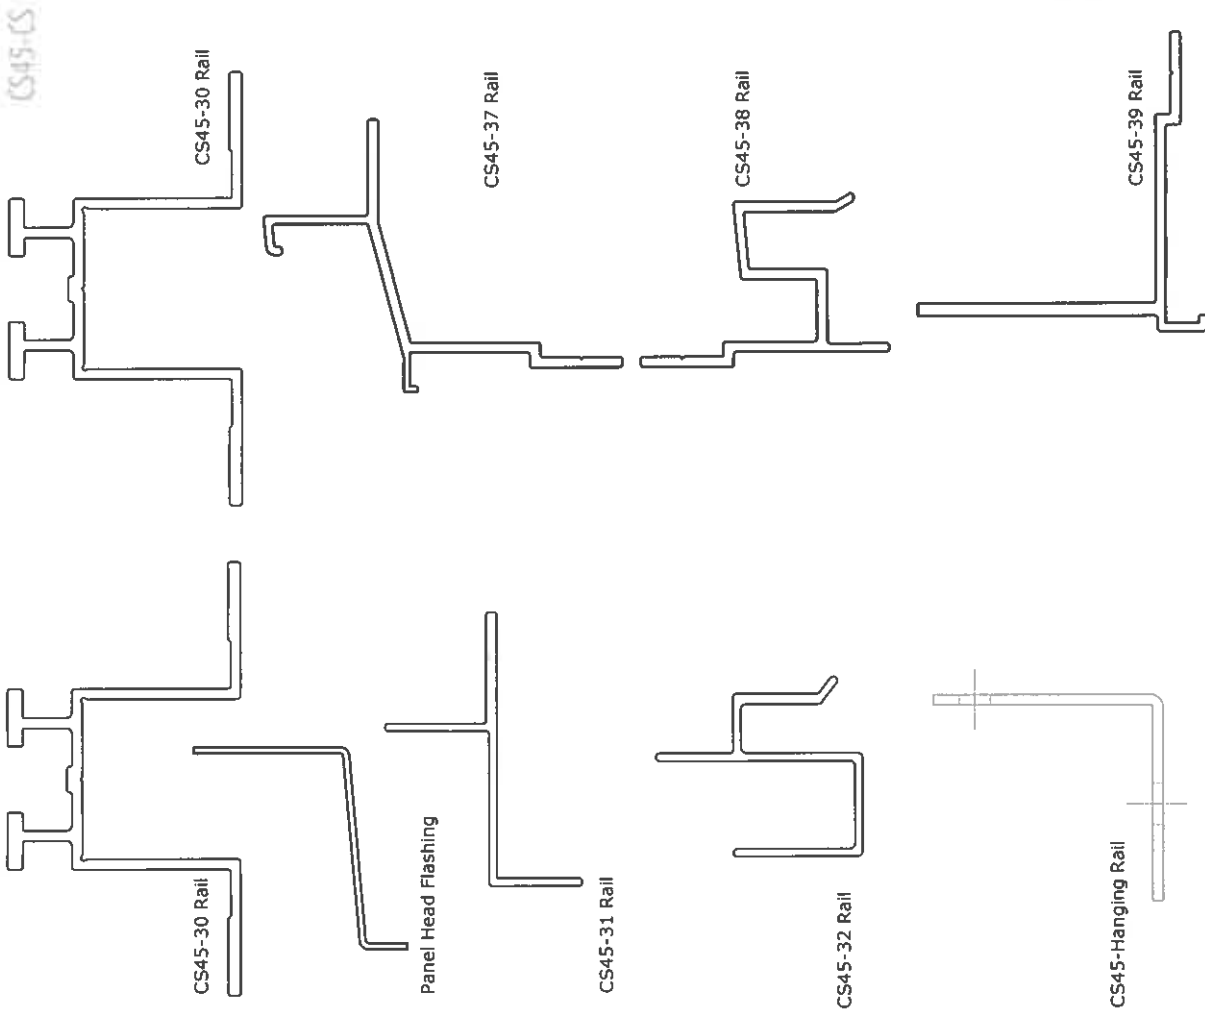 CS45-CS
CS45-30 Rail
CS45-30 Rail
Panel Head Flashing
CS45-37 Rail
CS45-31 Rail
CS45-38 Rail
CS45-32 Rail
CS45-39 Rail
CS45-Hanging Rail